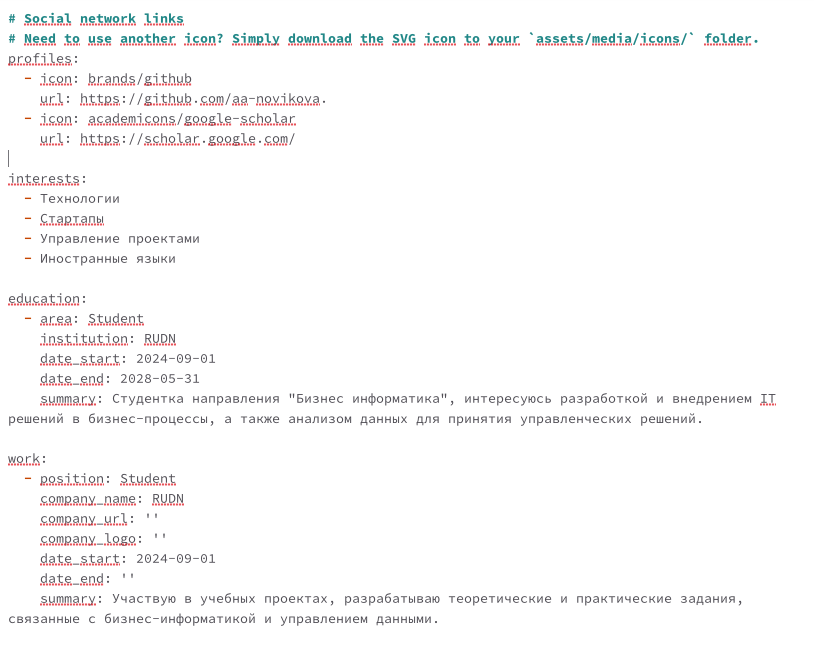 # Social network links
# Need to use another icon? Simply download the SVG icon to your `assets/media/icons/` folder.
profiles:
  - icon: brands/github
    url: https://github.com/aa-novikova.
  - icon: academicons/google-scholar
    url: https://scholar.google.com/

interests:
  - Технологии
  - Стартапы
  - Управление проектами
  - Иностранные языки

education:
  - area: Student
    institution: RUDN
    date_start: 2024-09-01
    date_end: 2028-05-31
    summary: Студентка направления "Бизнес информатика", интересуюсь разработкой и внедрением IT
решений в бизнес-процессы, а также анализом данных для принятия управленческих решений.

work:
  - position: Student
    company_name: RUDN
    company_url: ''
    company_logo: ''
    date_start: 2024-09-01
    date_end: ''
    summary: Участвую в учебных проектах, разрабатываю теоретические и практические задания,
связанные с бизнес-информатикой и управлением данными.